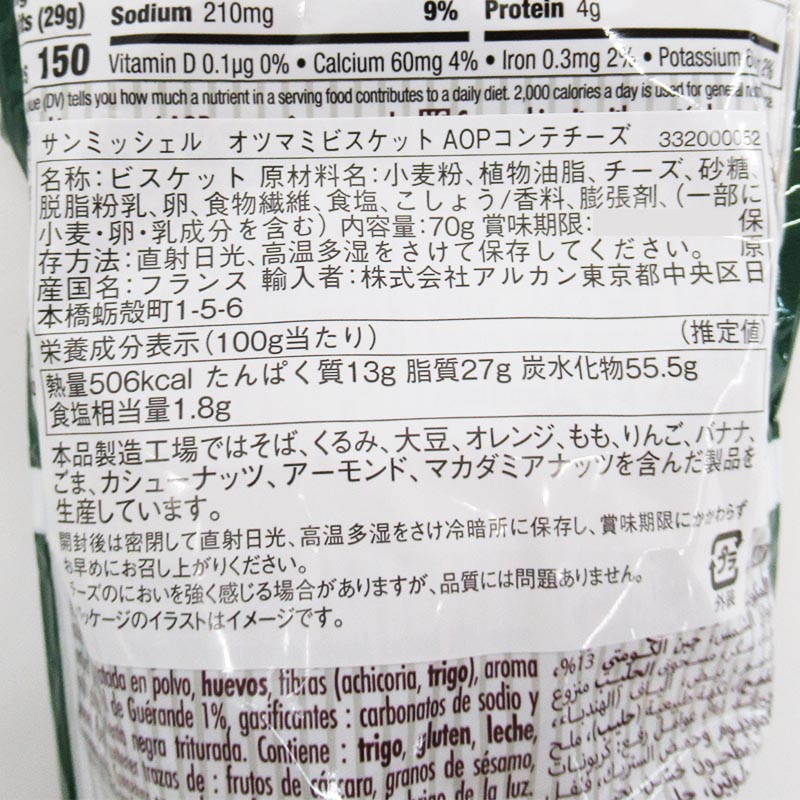 (29g)
Sodium 210mg 9% Protein 4g
150 Vitamin D 0.1µg 0% • Calcium 60mg 4% • Iron 0.3mg 2% • Potassium
(DV) tells you how much a nutrient in a serving food contributes to a daily diet. 2,000 calories a day is used for general
サンミッシェル オツマミビスケット AOPコンテチーズ 332000052
名称:ビスケット 原材料名:小麦粉、植物油脂、チーズ、砂糖、
脱脂粉乳、卵、食物繊維、食塩、こしょう/香料、膨張剤、(一部に
小麦・卵・乳成分を含む) 内容量:70g 賞味期限: 保
存方法:直射日光、高温多湿をさけて保存してください。 原
産国名:フランス 輸入者:株式会社アルカン東京都中央区日
本橋蛎殻町1-5-6
栄養成分表示(100g当たり) (推定値)
熱量506kcal たんぱく質13g 脂質27g 炭水化物55.5g
食塩相当量1.8g
本品製造工場ではそば、くるみ、大豆、オレンジ、もも、りんご、バナナ、
ごま、カシューナッツ、アーモンド、マカダミアナッツを含んだ製品を
生産しています。
開封後は密閉して直射日光、高温多湿をさけ冷暗所に保存し、賞味期限にかかわらず
お早めにお召し上がりください。
チーズのにおいを強く感じる場合がありますが、品質には問題ありません。
パッケージのイラストはイメージです。
プラ
外装
en polvo, huevos, fibras (achicoria, trigo), aroma
de Guérande 1%, gasificantes : carbonatos de sodio y
negra triturada. Contiene : trigo, gluten, leche,
trazas de : frutos de cáscara, granos de sésamo,
de la luz.